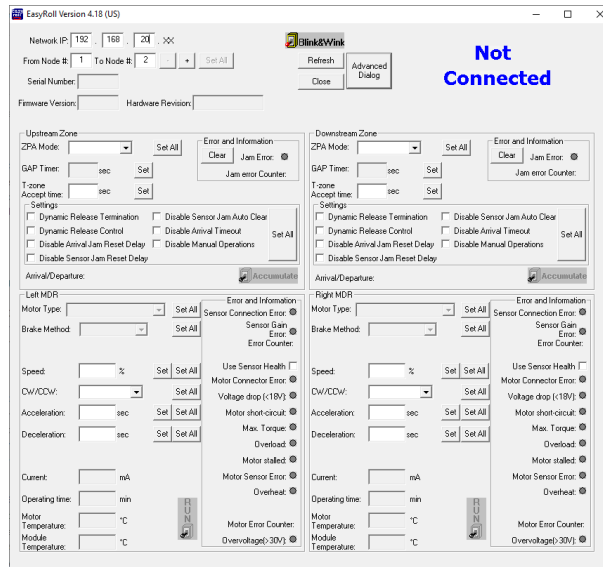 EasyRoll Version 4.18 (US)
Network IP: 192 . 168 . 20 . XX
Blink&Wink
Not Connected
From Node #: 1 To Node #: 2 - + Set All
Refresh
Advanced Dialog
Serial Number:
Close
Firmware Version: Hardware Revision:
Upstream Zone
ZPA Mode: Set All
Error and Information
Clear Jam Error:
GAP Timer: sec Set
Jam error Counter:
T-zone Accept time: sec Set
Settings
Dynamic Release Termination Disable Sensor Jam Auto Clear
Dynamic Release Control Disable Arrival Timeout
Set All
Disable Arrival Jam Reset Delay Disable Manual Operations
Disable Sensor Jam Reset Delay
Arrival/Departure: Accumulate
Downstream Zone
ZPA Mode: Set All
Error and Information
Clear Jam Error:
GAP Timer: sec Set
Jam error Counter:
T-zone Accept time: sec Set
Settings
Dynamic Release Termination Disable Sensor Jam Auto Clear
Dynamic Release Control Disable Arrival Timeout
Set All
Disable Arrival Jam Reset Delay Disable Manual Operations
Disable Sensor Jam Reset Delay
Arrival/Departure: Accumulate
Left MDR
Motor Type: Set All
Brake Method: Set All
Speed: % Set Set All
CW/CCW: Set All
Acceleration: sec Set Set All
Deceleration: sec Set Set All
Current: mA
Operating time: min
Motor Temperature: °C
Module Temperature: °C
RUN
Error and Information
Sensor Connection Error:
Sensor Gain Error:
Error Counter:
Use Sensor Health
Motor Connector Error:
Voltage drop (<18V):
Motor short-circuit:
Max. Torque:
Overload:
Motor stalled:
Motor Sensor Error:
Overheat:
Motor Error Counter:
Overvoltage(>30V):
Right MDR
Motor Type: Set All
Brake Method: Set All
Speed: % Set Set All
CW/CCW: Set All
Acceleration: sec Set Set All
Deceleration: sec Set Set All
Current: mA
Operating time: min
Motor Temperature: °C
Module Temperature: °C
RUN
Error and Information
Sensor Connection Error:
Sensor Gain Error:
Error Counter:
Use Sensor Health
Motor Connector Error:
Voltage drop (<18V):
Motor short-circuit:
Max. Torque:
Overload:
Motor stalled:
Motor Sensor Error:
Overheat:
Motor Error Counter:
Overvoltage(>30V):